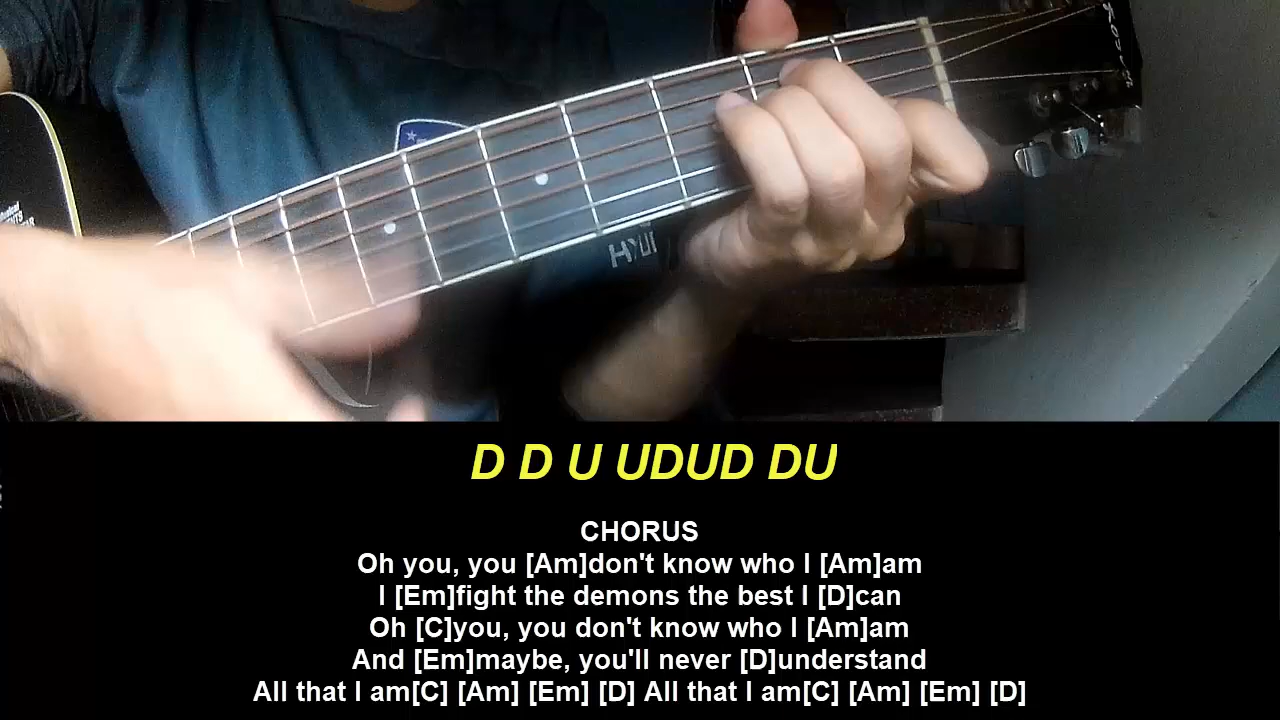 HYUN
D D U UDUD DU
CHORUS
Oh you, you [Am]don't know who I [Am]am
I [Em]fight the demons the best I [D]can
Oh [C]you, you don't know who I [Am]am
And [Em]maybe, you'll never [D]understand
All that I am[C] [Am] [Em] [D] All that I am[C] [Am] [Em] [D]